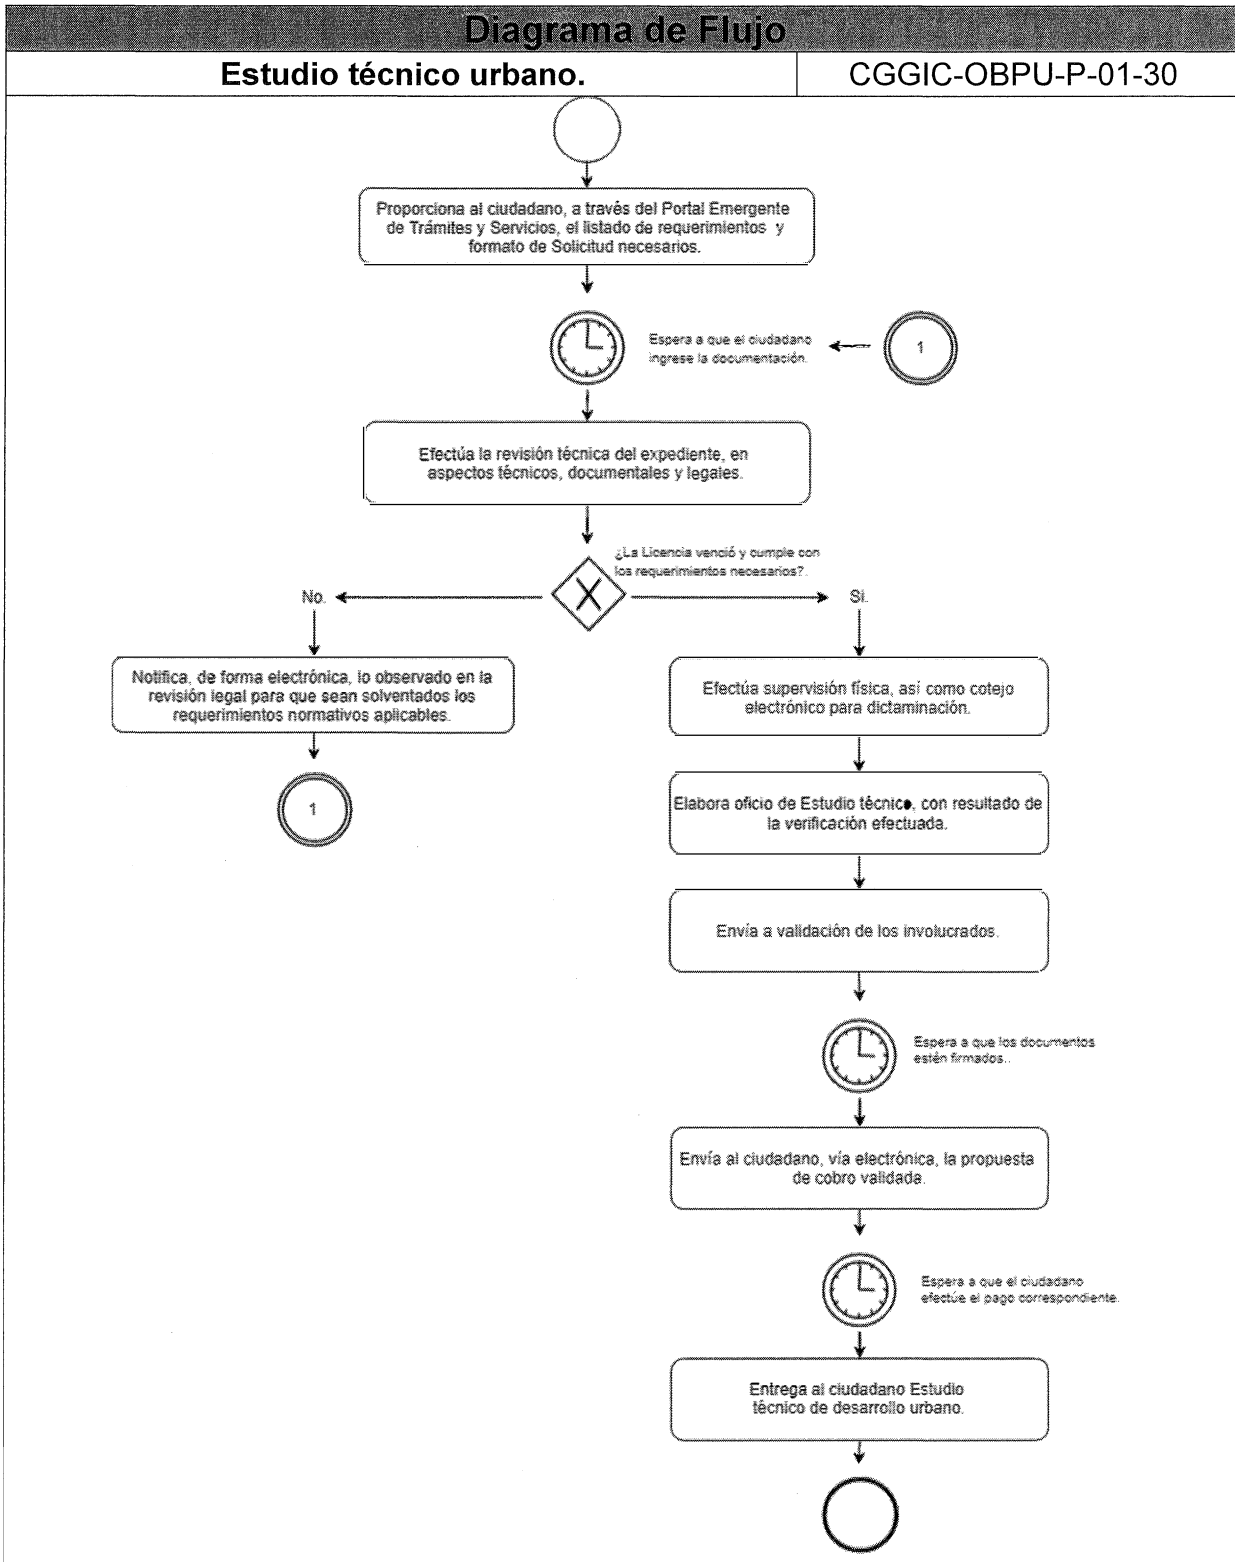 Diagrama de Flujo
Estudio técnico urbano.
CGGIC-OBPU-P-01-30
Proporciona al ciudadano, a través del Portal Emergente
de Trámites y Servicios, el listado de requerimientos y
formato de Solicitud necesarios.
Espera a que el ciudadano
ingrese la documentación.
1
Efectúa la revisión técnica del expediente, en
aspectos técnicos, documentales y legales.
¿La Licencia venció y cumple con
los requerimientos necesarios?.
No.
Si.
Notifica, de forma electrónica, lo observado en la
revisión legal para que sean solventados los
requerimientos normativos aplicables.
1
Efectúa supervisión física, así como cotejo
electrónico para dictaminación.
Elabora oficio de Estudio técnico, con resultado de
la verificación efectuada.
Envía a validación de los involucrados.
Espera a que los documentos
estén firmados..
Envía al ciudadano, vía electrónica, la propuesta
de cobro validada.
Espera a que el ciudadano
efectúe el pago correspondiente.
Entrega al ciudadano Estudio
técnico de desarrollo urbano.